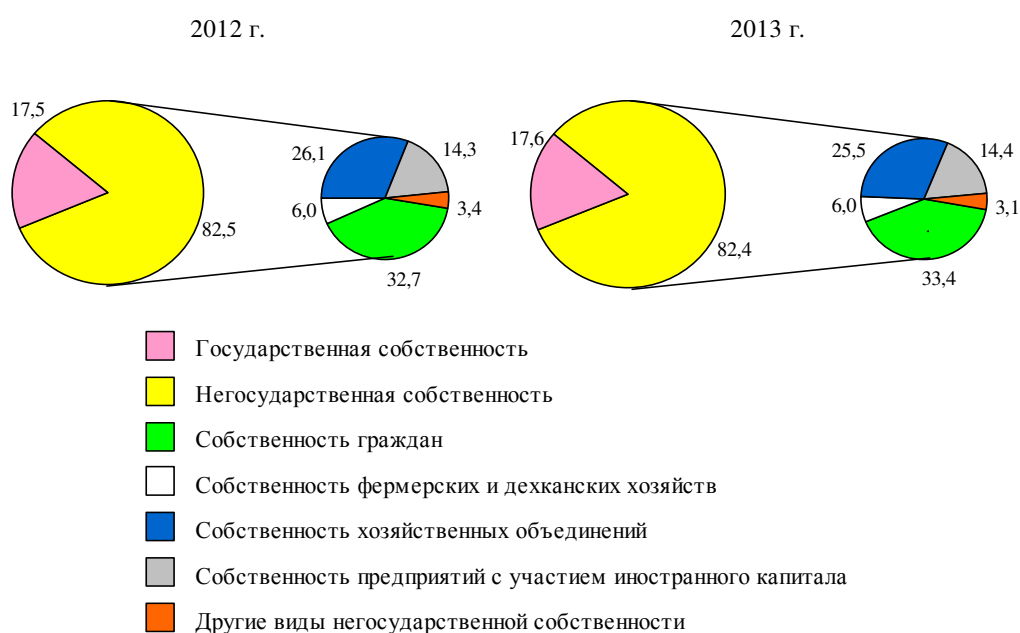 2012 г.
2013 г.
17,5
82,5
26,1
14,3
6,0
3,4
32,7
17,6
82,4
25,5
14,4
6,0
3,1
33,4
Государственная собственность
Негосударственная собственность
Собственность граждан
Собственность фермерских и дехканских хозяйств
Собственность хозяйственных объединений
Собственность предприятий с участием иностранного капитала
Другие виды негосударственной собственности